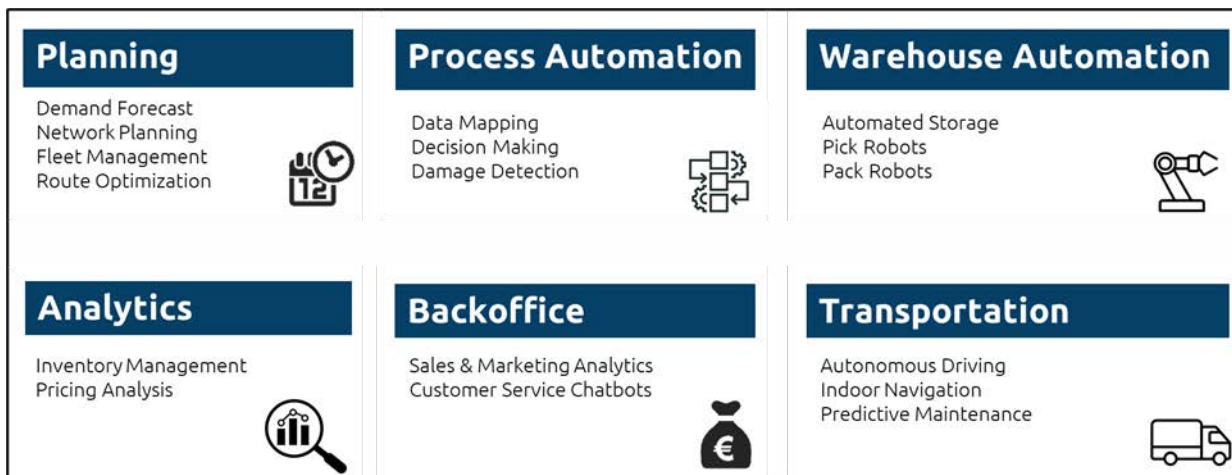 Planning
Demand Forecast
Network Planning
Fleet Management
Route Optimization
12
Process Automation
Data Mapping
Decision Making
Damage Detection
Warehouse Automation
Automated Storage
Pick Robots
Pack Robots
Analytics
Inventory Management
Pricing Analysis
Backoffice
Sales & Marketing Analytics
Customer Service Chatbots
€
Transportation
Autonomous Driving
Indoor Navigation
Predictive Maintenance